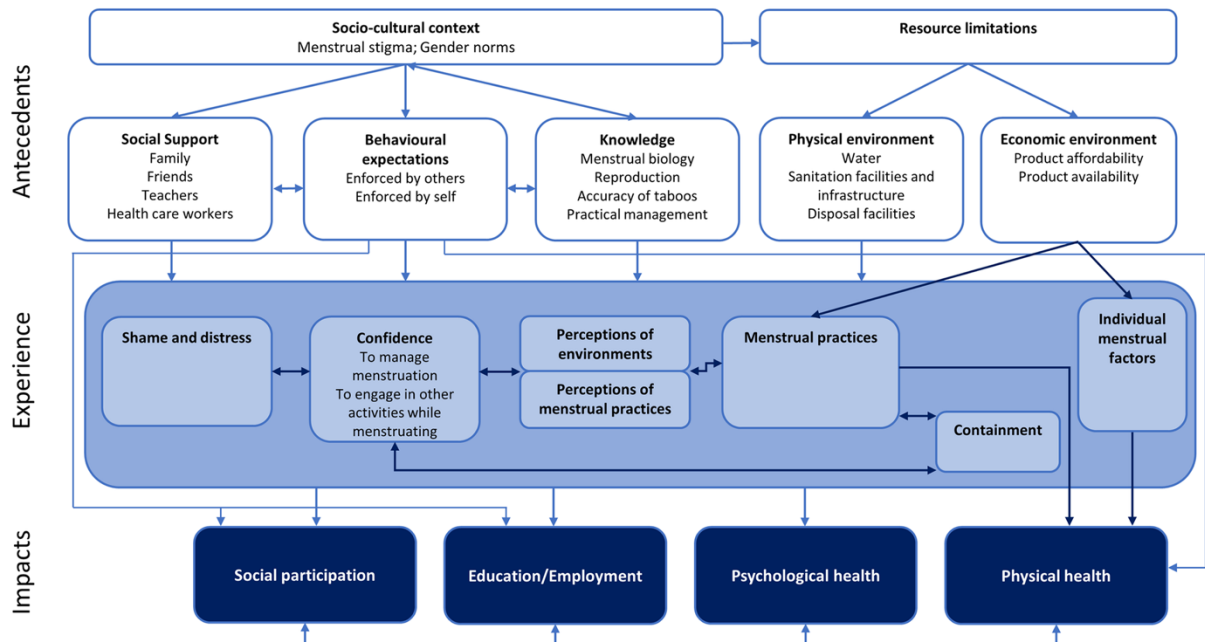 Antecedents
Socio-cultural context
Menstrual stigma; Gender norms
Resource limitations
Social Support
Family
Friends
Teachers
Health care workers
Behavioural
expectations
Enforced by others
Enforced by self
Knowledge
Menstrual biology
Reproduction
Accuracy of taboos
Practical management
Physical environment
Water
Sanitation facilities and
infrastructure
Disposal facilities
Economic environment
Product affordability
Product availability
Experience
Shame and distress
Confidence
To manage
menstruation
To engage in other
activities while
menstruating
Perceptions of
environments
Perceptions of
menstrual practices
Menstrual practices
Containment
Individual
menstrual
factors
Impacts
Social participation
Education/Employment
Psychological health
Physical health